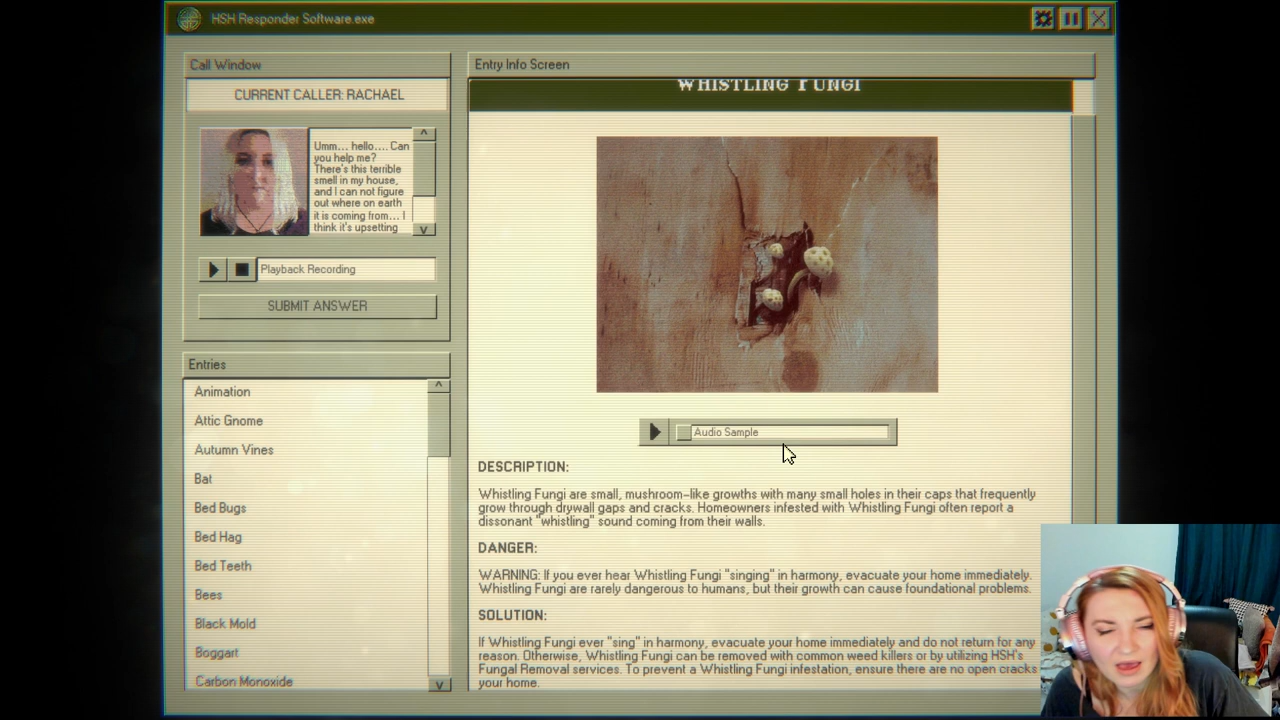 HSH Responder Software.exe
Call Window
CURRENT CALLER: RACHAEL
Umm... hello.... Can
you help me?
There's this terrible
smell in my house,
and I can not figure
out where on earth
it is coming from... I
think it's upsetting
Playback Recording
SUBMIT ANSWER
Entries
Animation
Attic Gnome
Autumn Vines
Bat
Bed Bugs
Bed Hag
Bed Teeth
Bees
Black Mold
Boggart
Carbon Monoxide
Entry Info Screen
WHISTLING FUNGI
Audio Sample
DESCRIPTION:
Whistling Fungi are small, mushroom-like growths with many small holes in their caps that frequently
grow through drywall gaps and cracks. Homeowners infested with Whistling Fungi often report a
dissonant "whistling" sound coming from their walls.
DANGER:
WARNING: If you ever hear Whistling Fungi "singing" in harmony, evacuate your home immediately.
Whistling Fungi are rarely dangerous to humans, but their growth can cause foundational problems.
SOLUTION:
If Whistling Fungi ever "sing" in harmony, evacuate your home immediately and do not return for any
reason. Otherwise, Whistling Fungi can be removed with common weed killers or by utilizing HSH's
Fungal Removal services. To prevent a Whistling Fungi infestation, ensure there are no open cracks
your home.